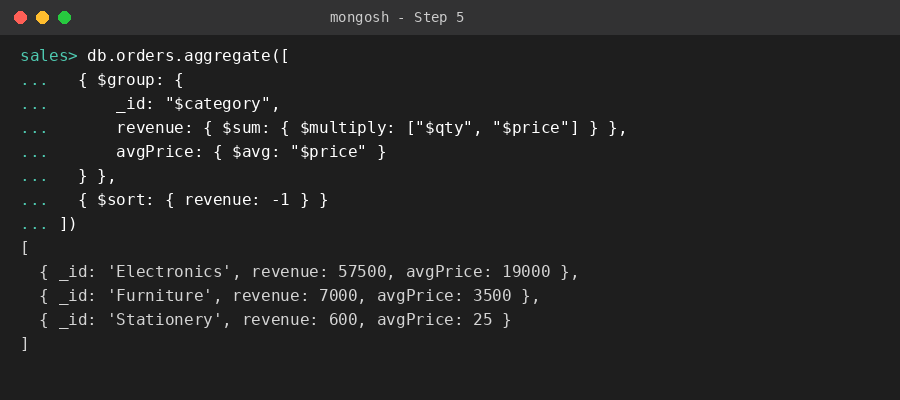 mongosh - Step 5
sales> db.orders.aggregate([
...   { $group: {
...       _id: "$category",
...       revenue: { $sum: { $multiply: ["$qty", "$price"] } },
...       avgPrice: { $avg: "$price" }
...   } },
...   { $sort: { revenue: -1 } }
... ])
[
  { _id: 'Electronics', revenue: 57500, avgPrice: 19000 },
  { _id: 'Furniture', revenue: 7000, avgPrice: 3500 },
  { _id: 'Stationery', revenue: 600, avgPrice: 25 }
]